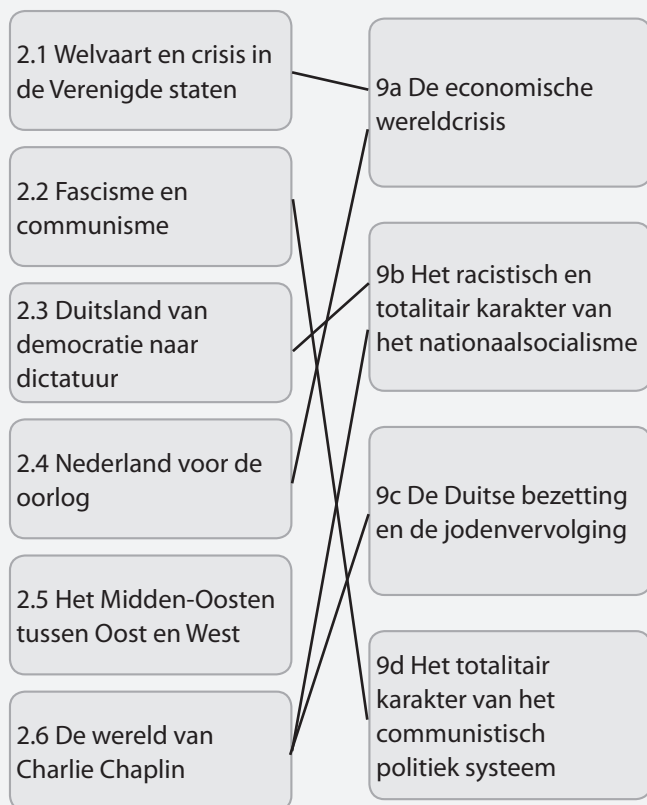 2.1 Welvaart en crisis in
de Verenigde staten
2.2 Fascisme en
communisme
2.3 Duitsland van
democratie naar
dictatuur
2.4 Nederland voor de
oorlog
2.5 Het Midden-Oosten
tussen Oost en West
2.6 De wereld van
Charlie Chaplin
9a De economische
wereldcrisis
9b Het racistisch en
totalitair karakter van
het nationaalsocialisme
9c De Duitse bezetting
en de jodenvervolging
9d Het totalitair
karakter van het
communistisch
politiek systeem